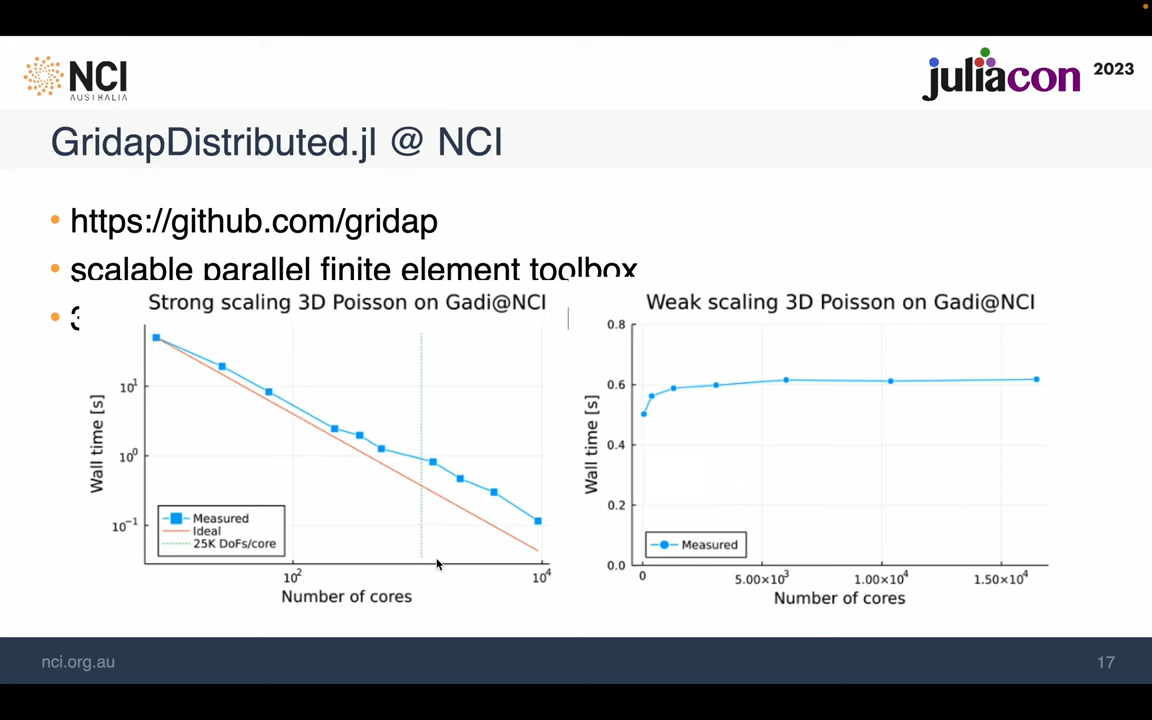 NCI
AUSTRALIA
juliacon 2023
GridapDistributed.jl @ NCI
• https://github.com/gridap
• scalable parallel finite element toolbox
•
Strong scaling 3D Poisson on Gadi@NCI
Wall time [s]
10¹
10⁰
10⁻¹
Measured
Ideal
25K DoFs/core
10² 10⁴
Number of cores
Weak scaling 3D Poisson on Gadi@NCI
Wall time [s]
0.8
0.6
0.4
0.2
0.0
Measured
0 5.00×10³ 1.00×10⁴ 1.50×10⁴
Number of cores
nci.org.au 17